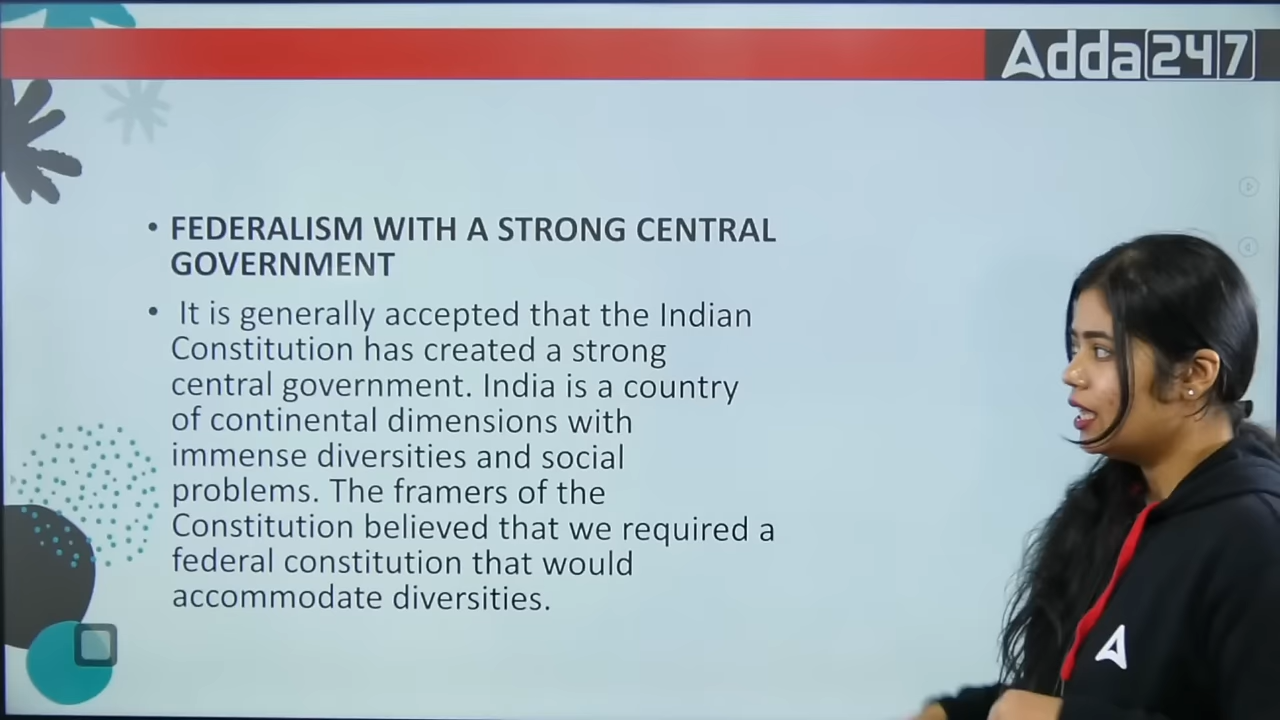 Adda247
• FEDERALISM WITH A STRONG CENTRAL
GOVERNMENT
• It is generally accepted that the Indian
Constitution has created a strong
central government. India is a country
of continental dimensions with
immense diversities and social
problems. The framers of the
Constitution believed that we required a
federal constitution that would
accommodate diversities.